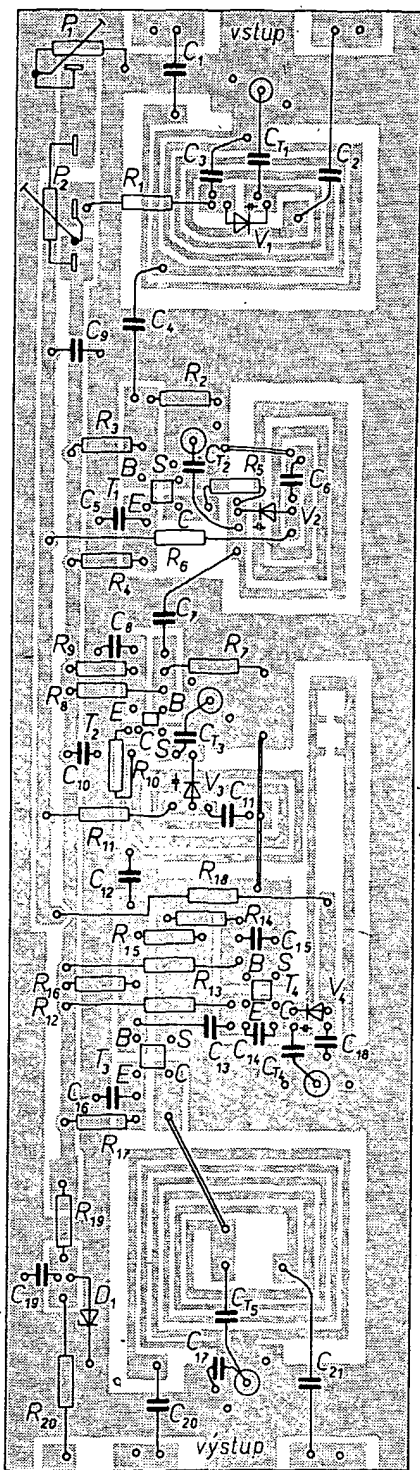 P1
vstup
C1
C2
P2
C3
CT1
R1
V1
C4
C9
R2
R3
CT2
R5
C6
B
S
T1
C5
E
C
V2
R6
R4
C7
C8
R9
R7
R8
B
E
T2
C
S
CT3
C10
R10
V3
C11
R11
R18
C12
R14
R15
C15
B
S
R16
R13
T4
V4
R12
E
C
B
S
C13
C14
C18
T3
CT4
E
C
C16
R17
R19
C19
D1
CT5
C17
C21
R20
C20
výstup